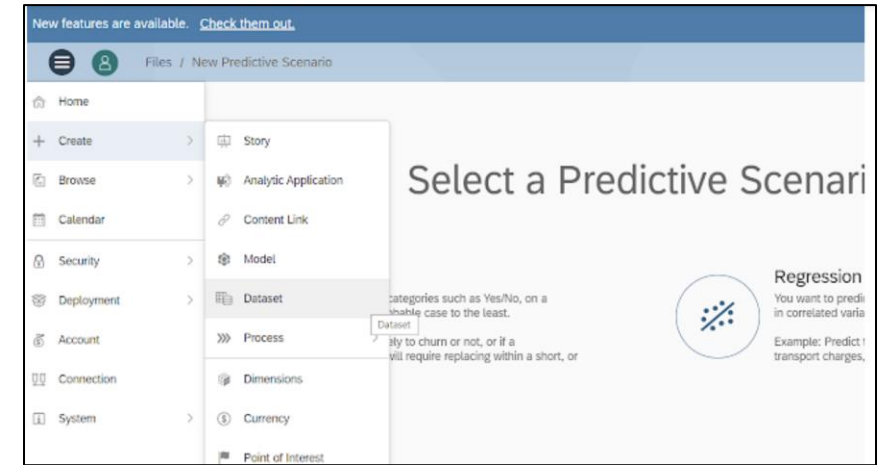 New features are available. Check them out.
Files / New Predictive Scenario
Home
Create
Browse
Calendar
Security
Deployment
Account
Connection
System
Story
Analytic Application
Content Link
Model
Dataset
Process
Dimensions
Currency
Point of Interest
Dataset
Select a Predictive Scenari
categories such as Yes/No, on a
bable case to the least.
ely to churn or not, or if a
will require replacing within a short, or
Regression
You want to predi
in correlated varia
Example: Predict t
transport charges,